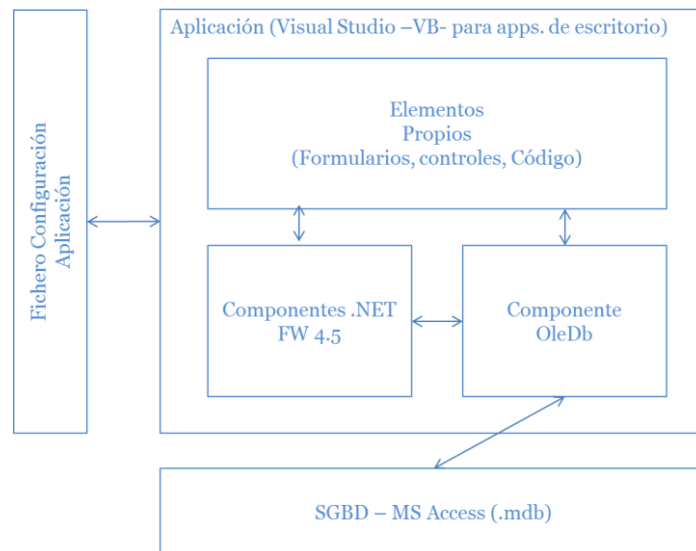 Aplicación (Visual Studio –VB- para apps. de escritorio)
Elementos
Propios
(Formularios, controles, Código)
Fichero Configuración
Aplicación
Componentes .NET
FW 4.5
Componente
OleDb
SGBD – MS Access (.mdb)